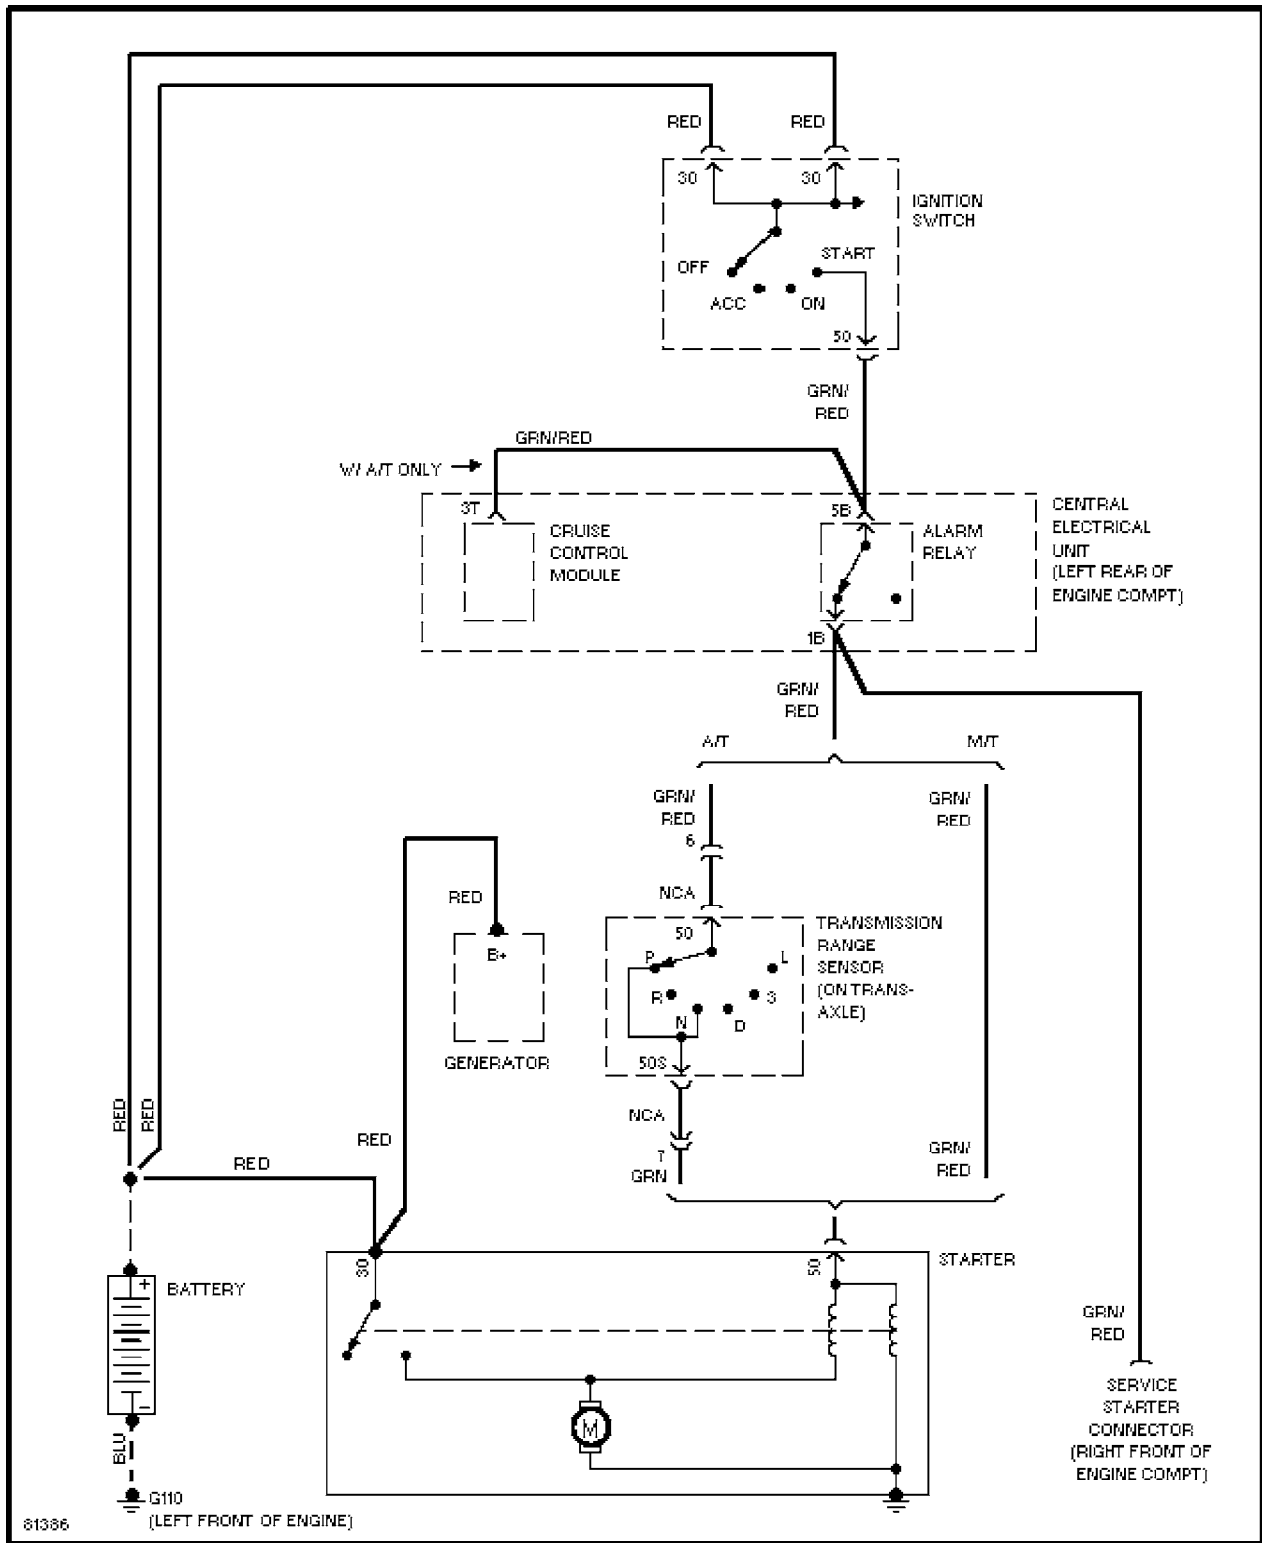 RED
RED
30
30
IGNITION
SWITCH
OFF
START
ACC
ON
50
GRN/
RED
GRN/RED
W/ A/T ONLY
3T
5B
CRUISE
CONTROL
MODULE
ALARM
RELAY
CENTRAL
ELECTRICAL
UNIT
(LEFT REAR OF
ENGINE COMPT)
1B
GRN/
RED
A/T
M/T
GRN/
RED
6
GRN/
RED
NCA
RED
B+
GENERATOR
50
P
R
N
D
3
L
50S
TRANSMISSION
RANGE
SENSOR
(ON TRANS-
AXLE)
NCA
7
GRN
GRN/
RED
RED
RED
RED
RED
30
50
STARTER
+
BATTERY
-
M
BLU
G110
(LEFT FRONT OF ENGINE)
GRN/
RED
SERVICE
STARTER
CONNECTOR
(RIGHT FRONT OF
ENGINE COMPT)
81386